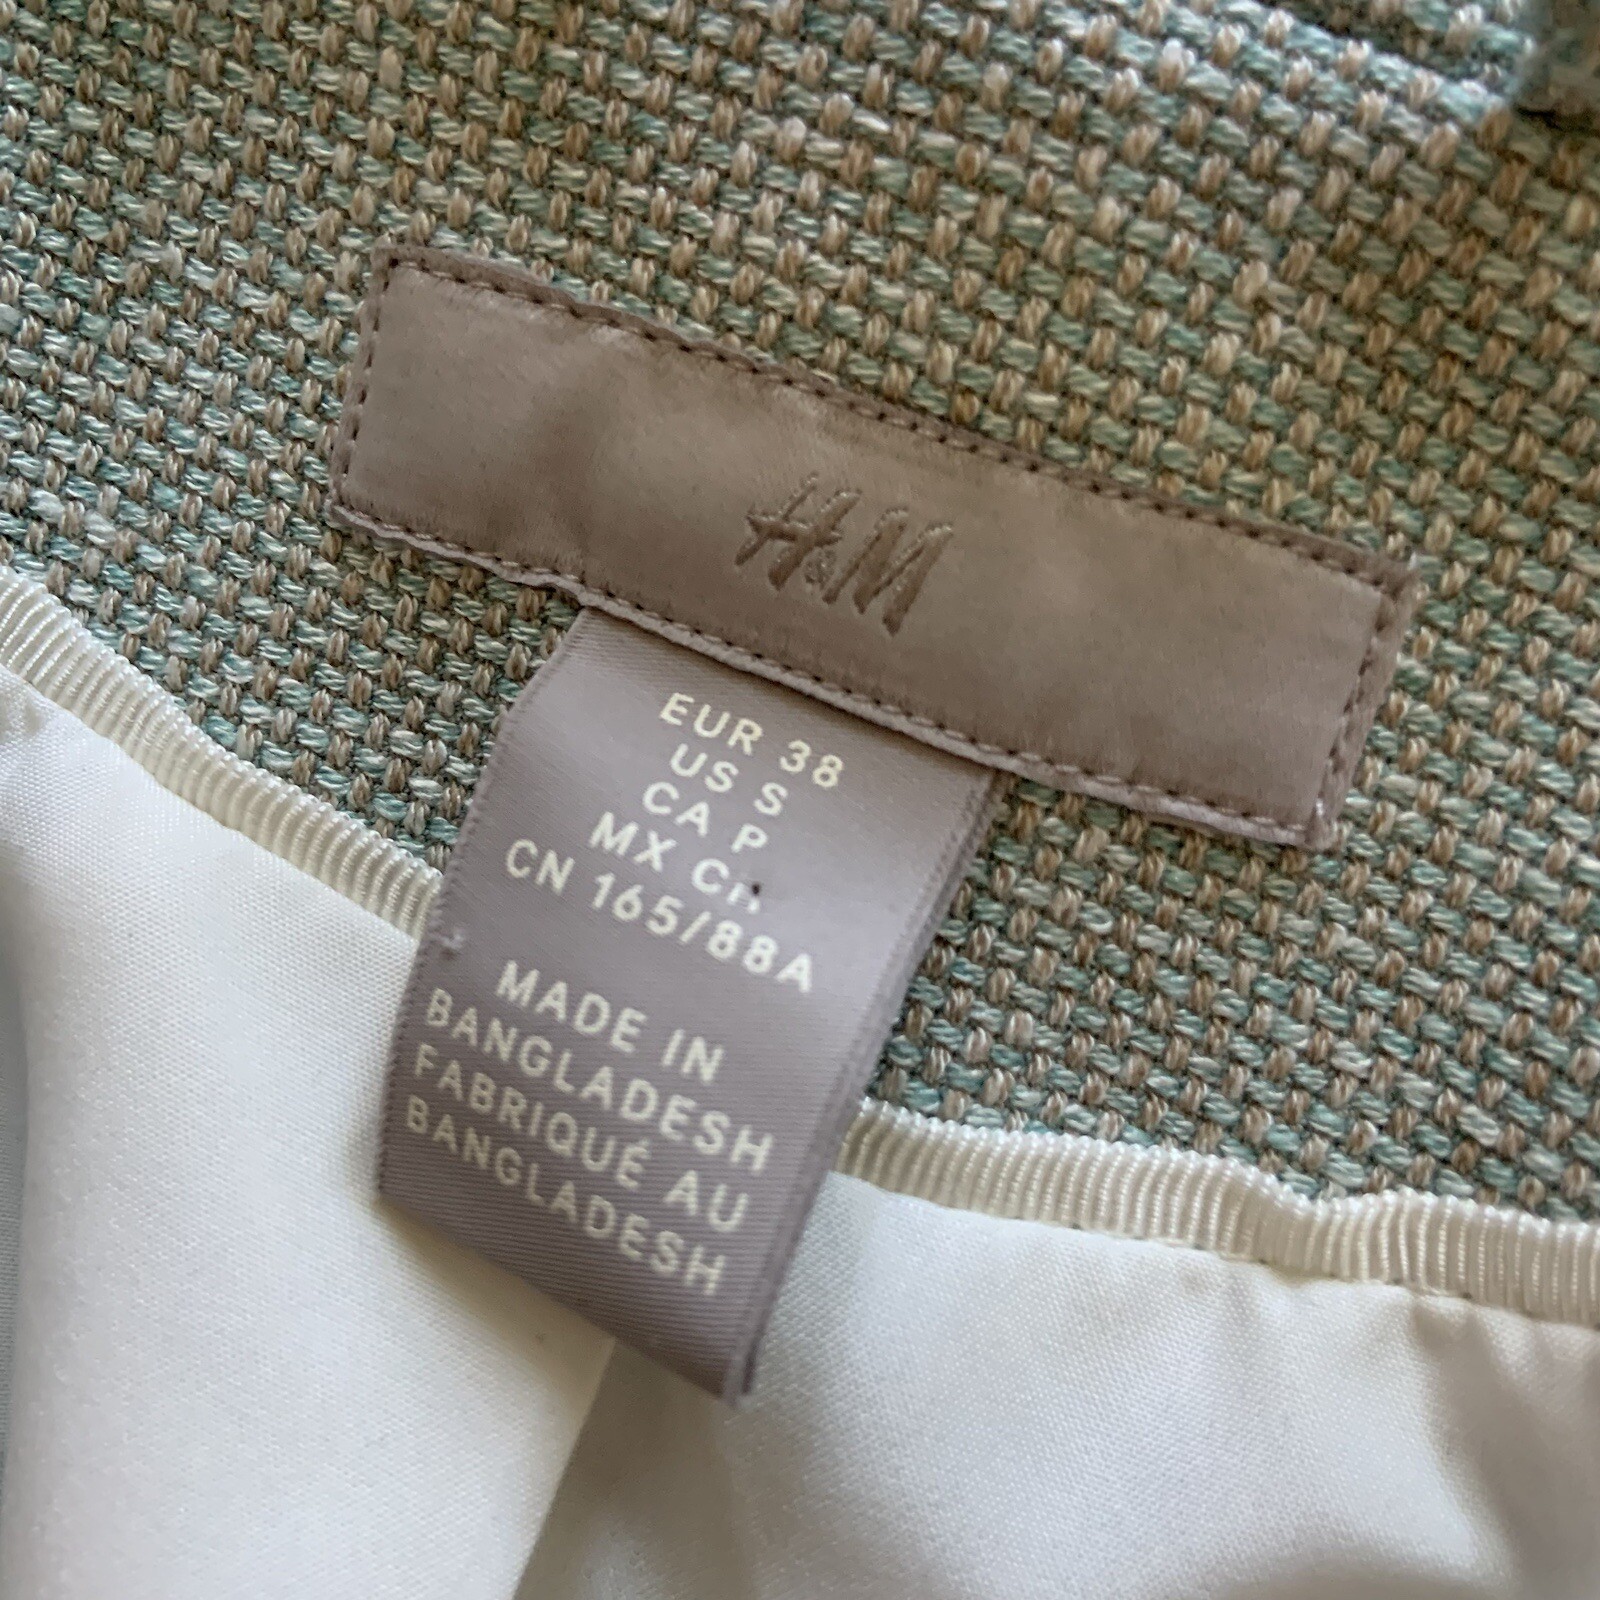 H&M
EUR 38
US S
CA P
MX CH
CN 165/88A
MADE IN
BANGLADESH
FABRIQUÉ AU
BANGLADESH